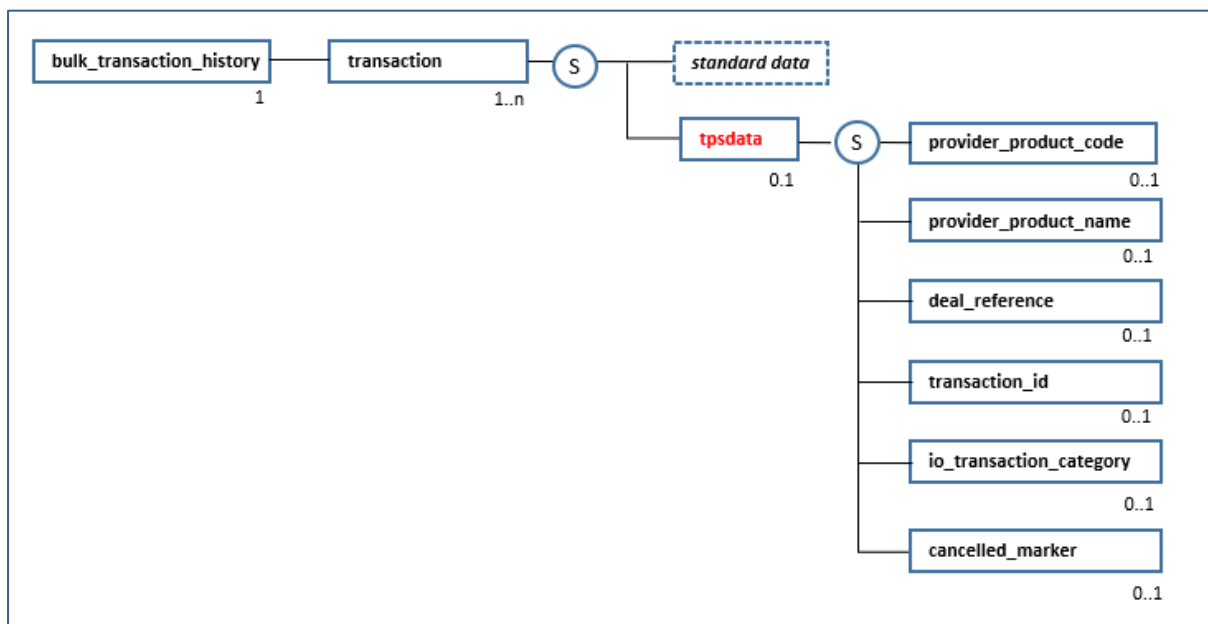 bulk_transaction_history
transaction
S
standard data
1
1..n
tpsdata
S
provider_product_code
0.1
0..1
provider_product_name
0..1
deal_reference
0..1
transaction_id
0..1
io_transaction_category
0..1
cancelled_marker
0..1